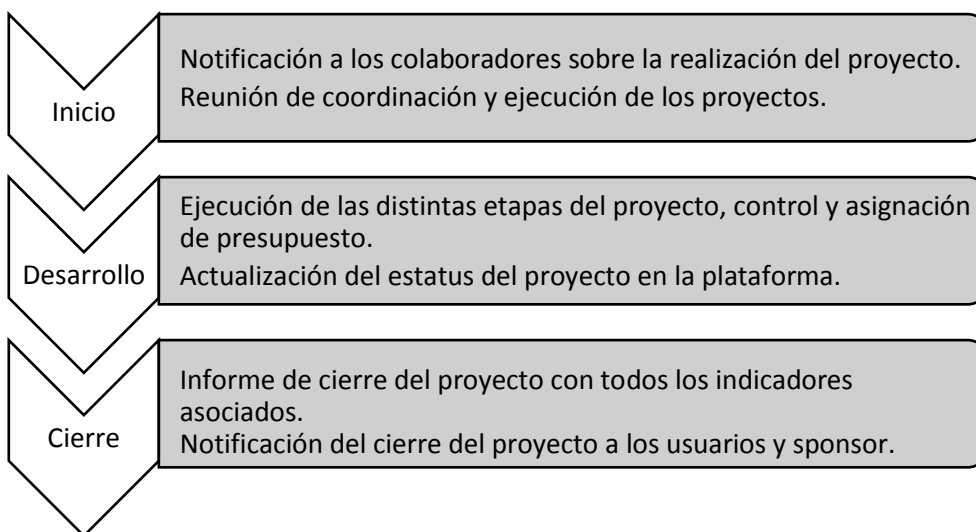 Inicio
Notificación a los colaboradores sobre la realización del proyecto.
Reunión de coordinación y ejecución de los proyectos.
Desarrollo
Ejecución de las distintas etapas del proyecto, control y asignación
de presupuesto.
Actualización del estatus del proyecto en la plataforma.
Cierre
Informe de cierre del proyecto con todos los indicadores
asociados.
Notificación del cierre del proyecto a los usuarios y sponsor.